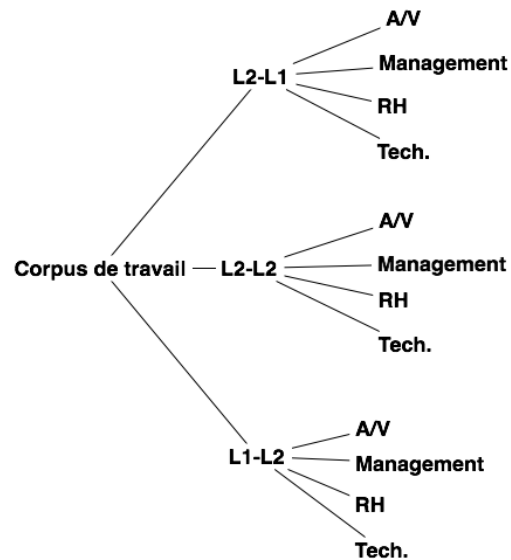 Corpus de travail
L2-L1
A/V
Management
RH
Tech.
L2-L2
A/V
Management
RH
Tech.
L1-L2
A/V
Management
RH
Tech.